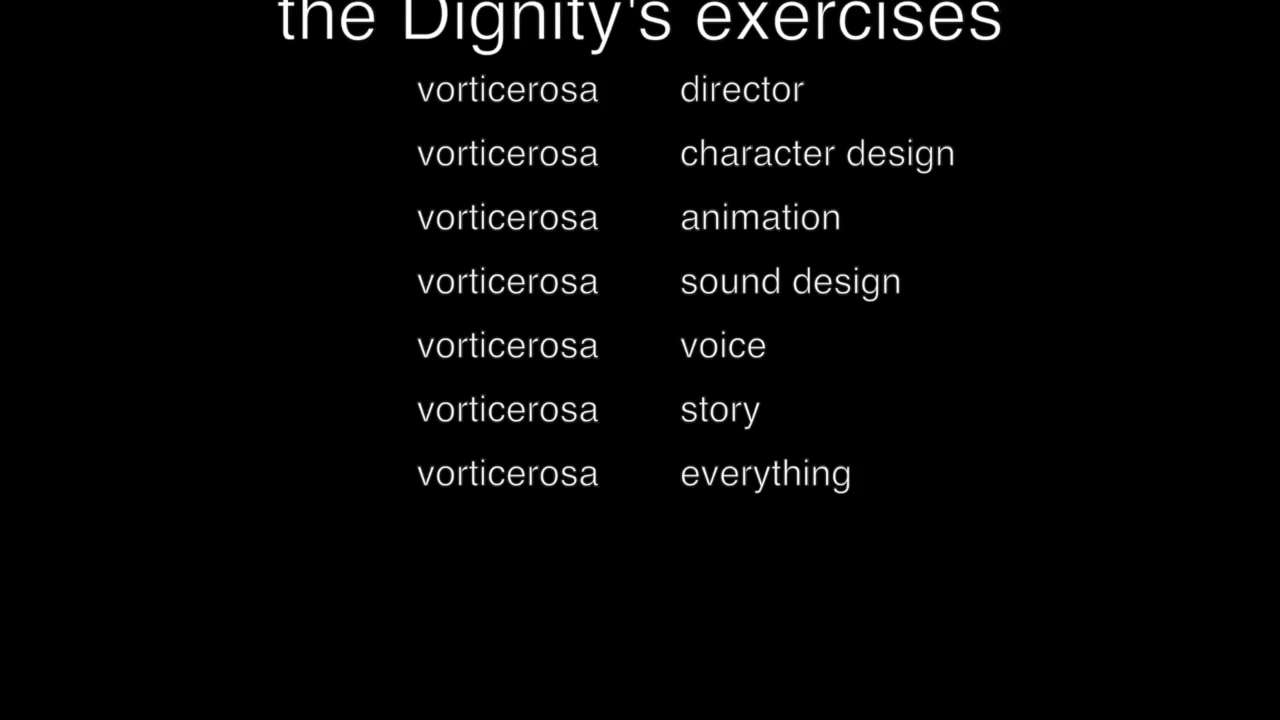 the Dignity's exercises
vorticerosa director
vorticerosa character design
vorticerosa animation
vorticerosa sound design
vorticerosa voice
vorticerosa story
vorticerosa everything